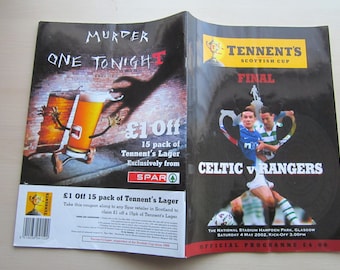 MURDER
ONE TONIGHT
£1 Off
15 pack of
Tennent's Lager
Exclusively from
SPAR
£1 Off 15 pack of Tennent's Lager
TENNENT'S
SCOTTISH CUP
FINAL
CELTIC v RANGERS
THE NATIONAL STADIUM HAMPDEN PARK, GLASGOW
SATURDAY 4 MAY 2002, KICK-OFF 3.00PM
OFFICIAL PROGRAMME